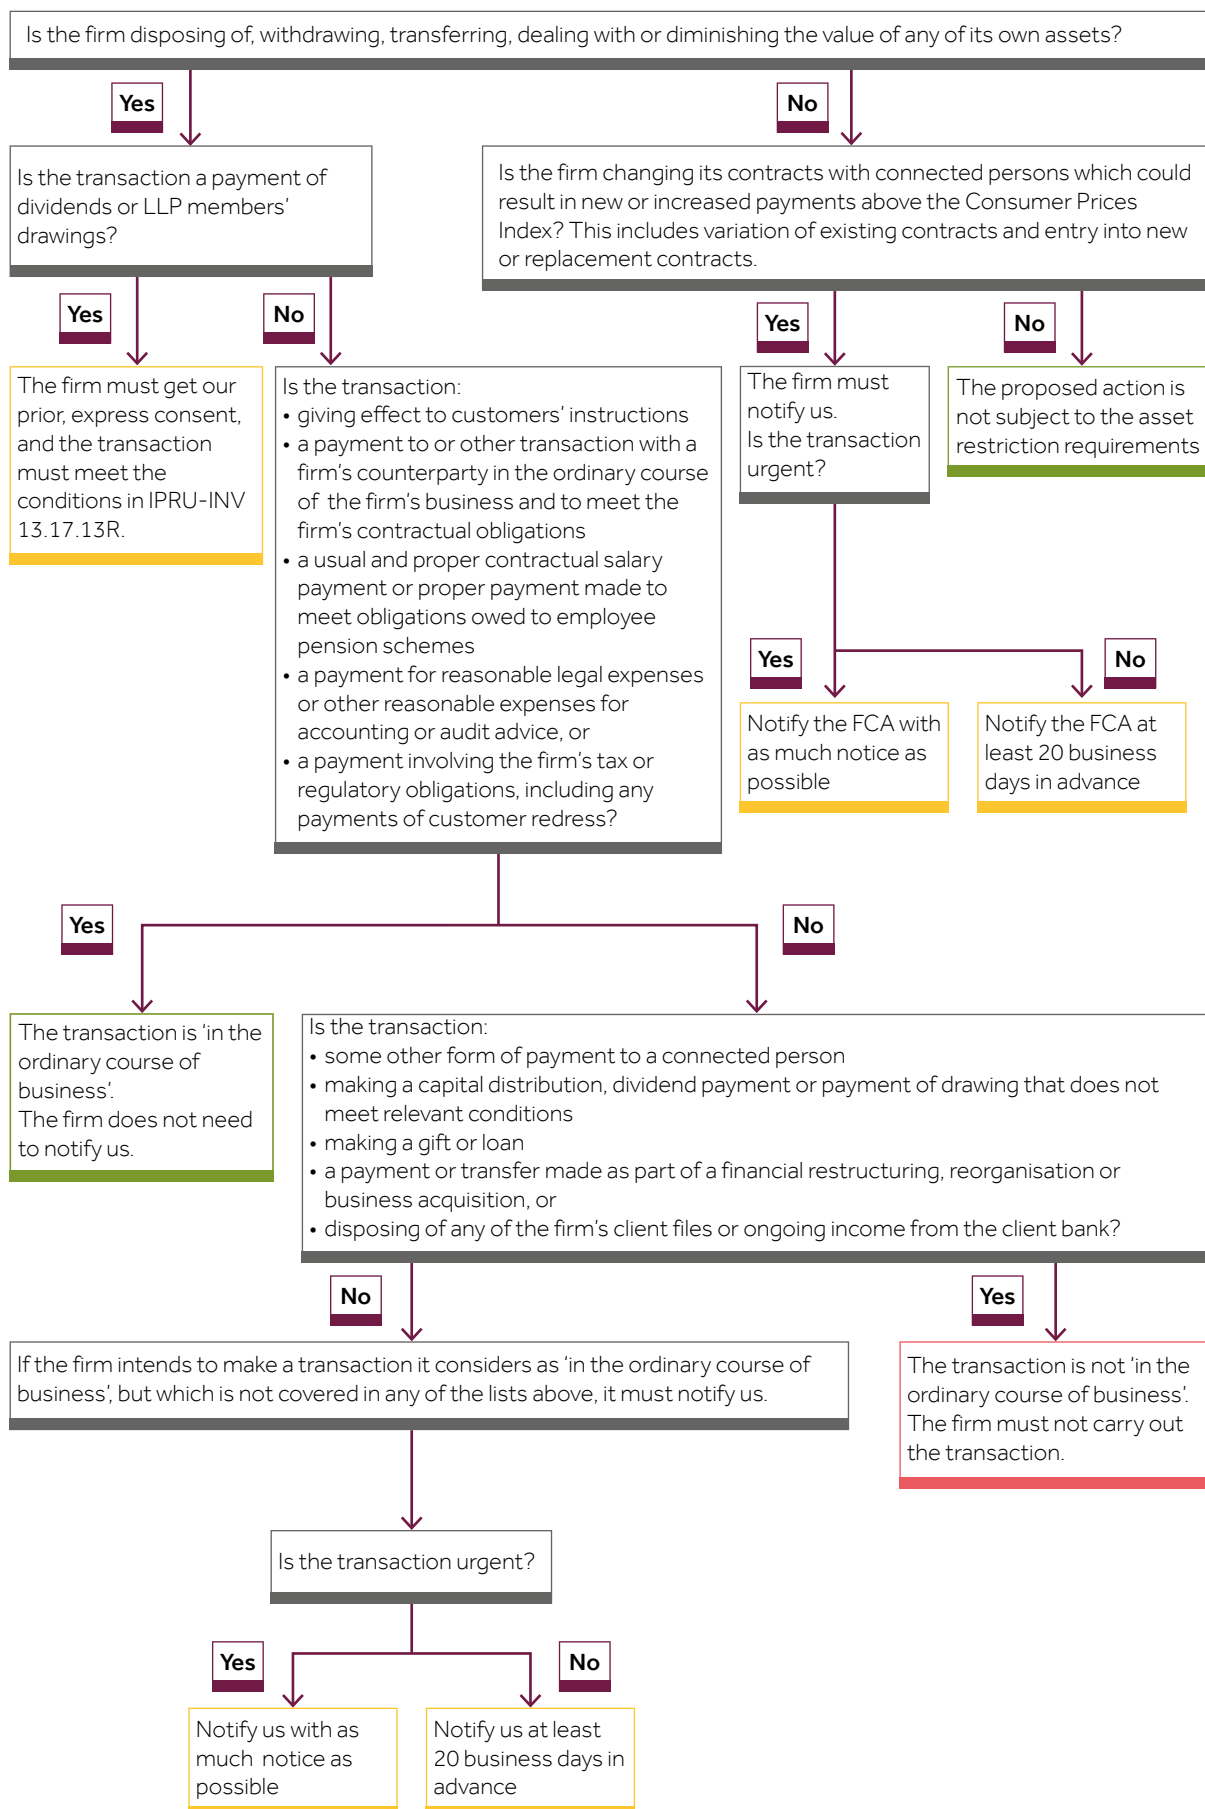 Is the firm disposing of, withdrawing, transferring, dealing with or diminishing the value of any of its own assets?
Yes
No
Is the transaction a payment of
dividends or LLP members’
drawings?
Is the firm changing its contracts with connected persons which could
result in new or increased payments above the Consumer Prices
Index? This includes variation of existing contracts and entry into new
or replacement contracts.
Yes
No
Yes
No
The firm must get our
prior, express consent,
and the transaction
must meet the
conditions in IPRU-INV
13.17.13R.
Is the transaction:
• giving effect to customers’ instructions
• a payment to or other transaction with a
firm’s counterparty in the ordinary course
of the firm’s business and to meet the
firm’s contractual obligations
• a usual and proper contractual salary
payment or proper payment made to
meet obligations owed to employee
pension schemes
• a payment for reasonable legal expenses
or other reasonable expenses for
accounting or audit advice, or
• a payment involving the firm’s tax or
regulatory obligations, including any
payments of customer redress?
The firm must
notify us.
Is the transaction
urgent?
The proposed action is
not subject to the asset
restriction requirements
Yes
No
Notify the FCA with
as much notice as
possible
Notify the FCA at
least 20 business
days in advance
Yes
No
The transaction is ‘in the
ordinary course of
business’.
The firm does not need
to notify us.
Is the transaction:
• some other form of payment to a connected person
• making a capital distribution, dividend payment or payment of drawing that does not
meet relevant conditions
• making a gift or loan
• a payment or transfer made as part of a financial restructuring, reorganisation or
business acquisition, or
• disposing of any of the firm’s client files or ongoing income from the client bank?
No
Yes
If the firm intends to make a transaction it considers as ‘in the ordinary course of
business’, but which is not covered in any of the lists above, it must notify us.
The transaction is not ‘in the
ordinary course of business’.
The firm must not carry out
the transaction.
Is the transaction urgent?
Yes
No
Notify us with as
much notice as
possible
Notify us at least
20 business days in
advance